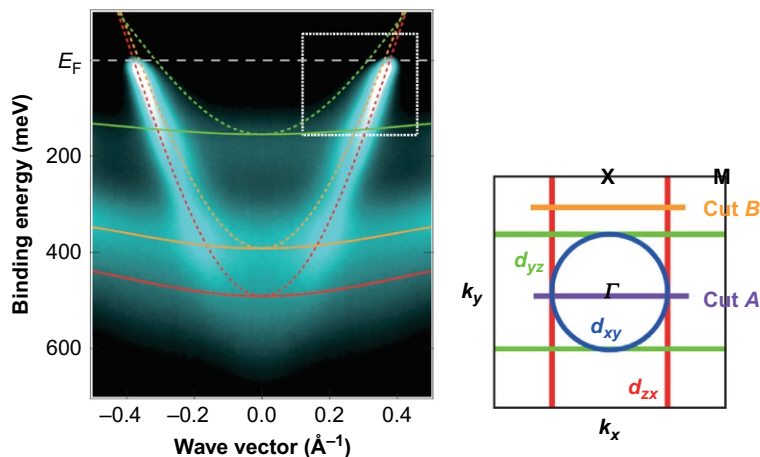 E_F
200
400
600
Binding energy (meV)
−0.4
−0.2
0.0
0.2
0.4
Wave vector (Å⁻¹)
X
M
Cut B
d_yz
Γ
k_y
Cut A
d_xy
d_zx
k_x